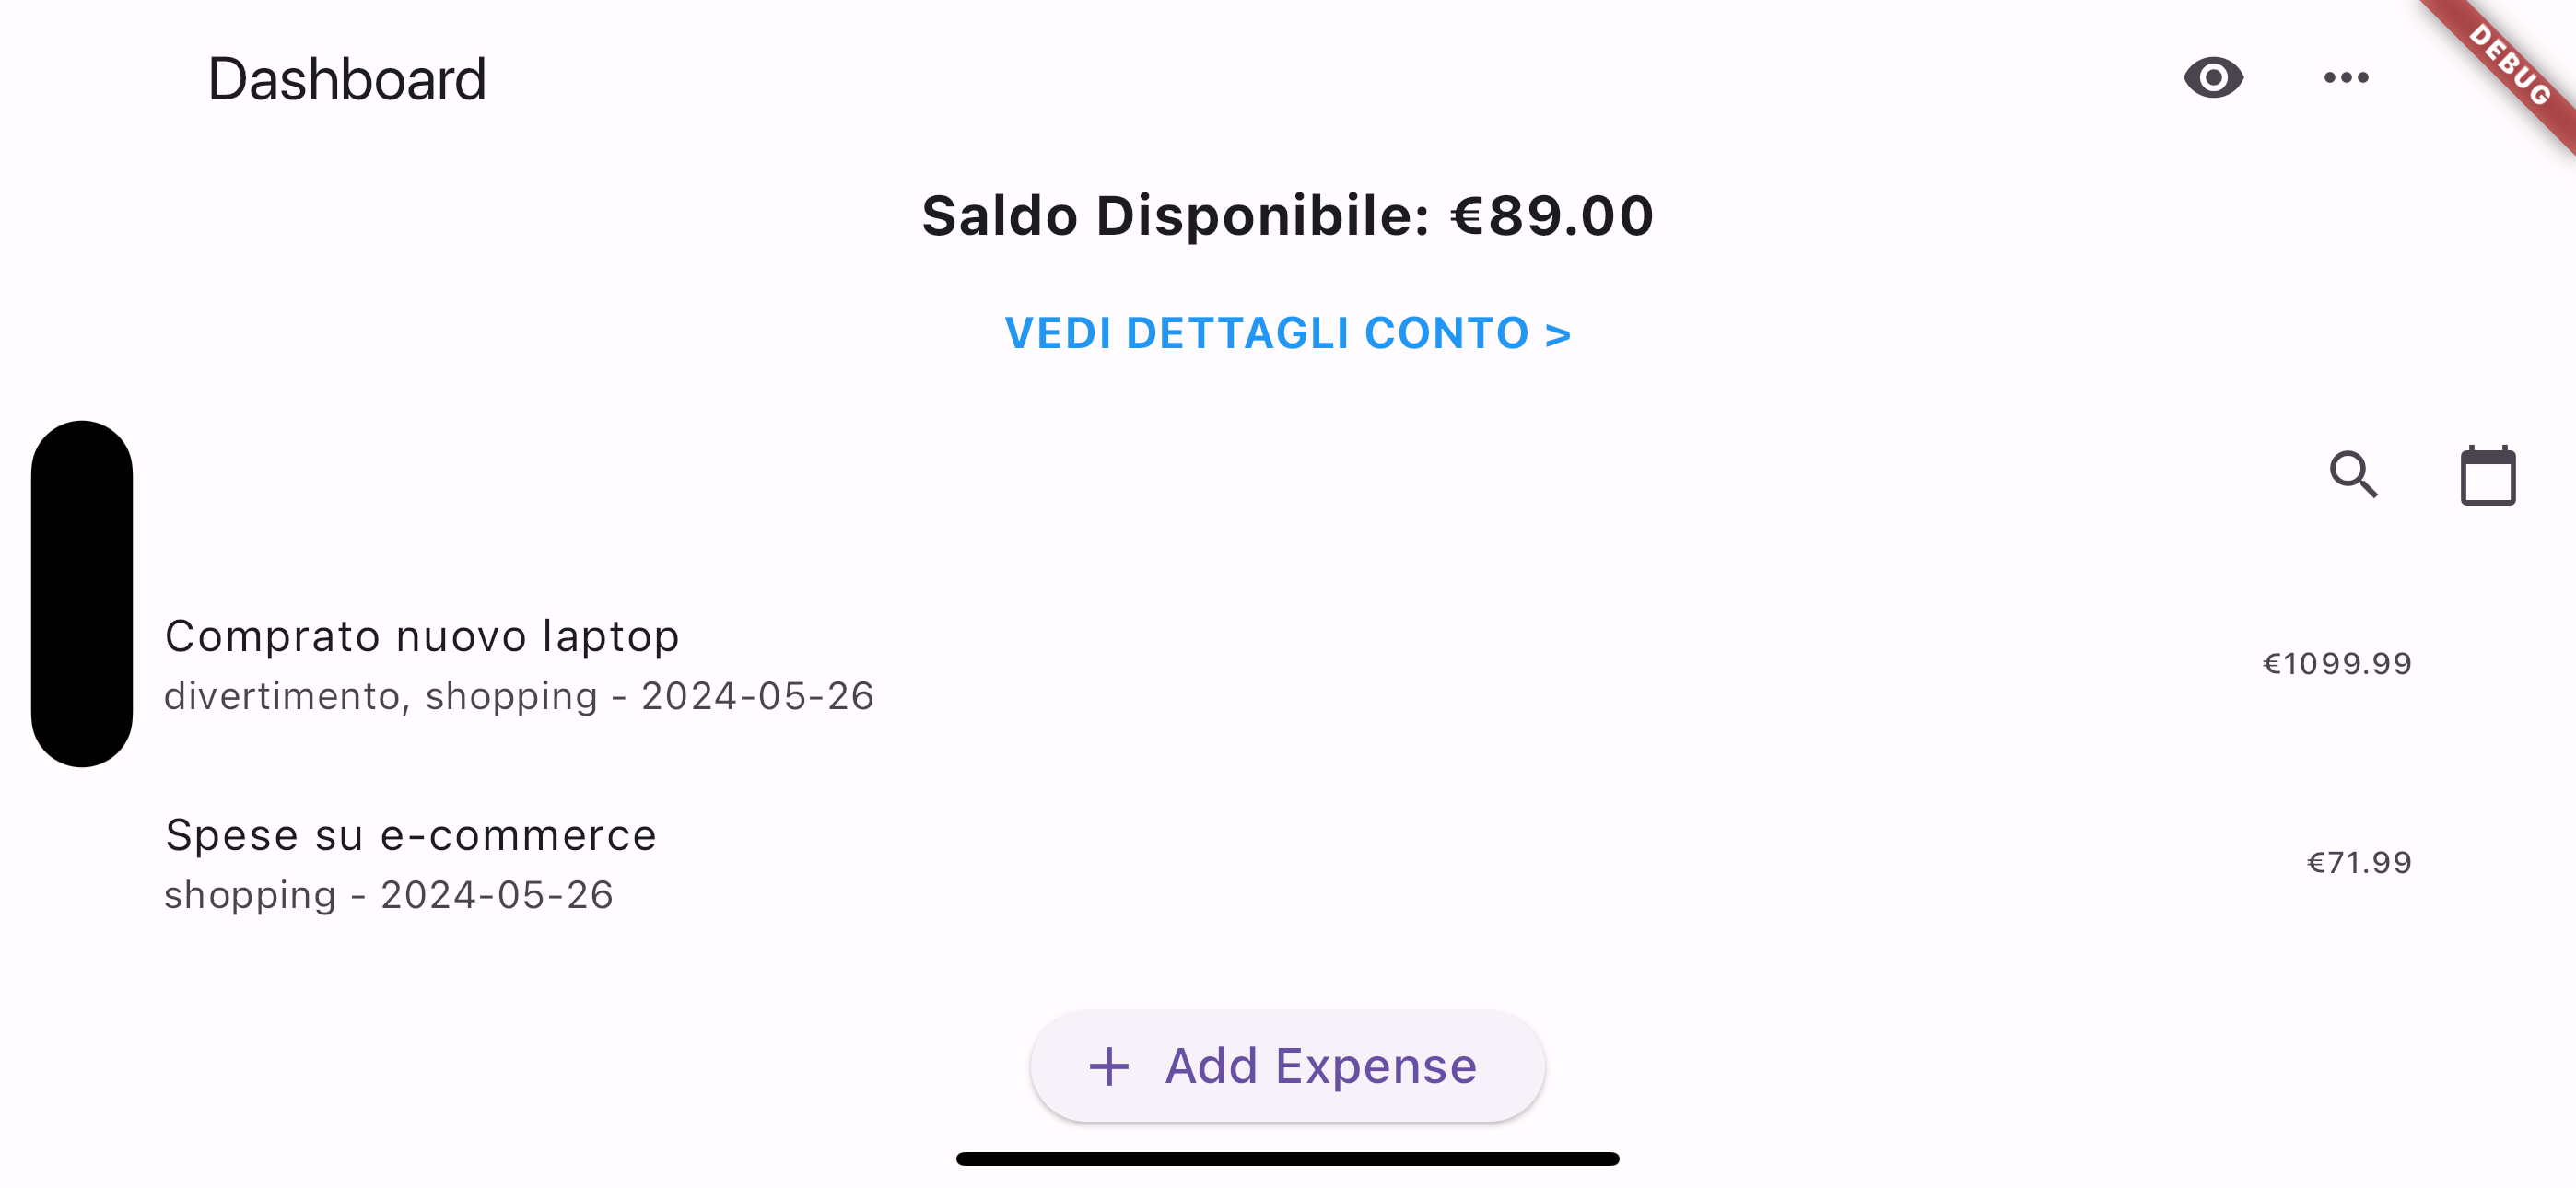 Dashboard
DEBUG
Saldo Disponibile: €89.00
VEDI DETTAGLI CONTO >
Comprato nuovo laptop
divertimento, shopping - 2024-05-26
€1099.99
Spese su e-commerce
shopping - 2024-05-26
€71.99
+ Add Expense